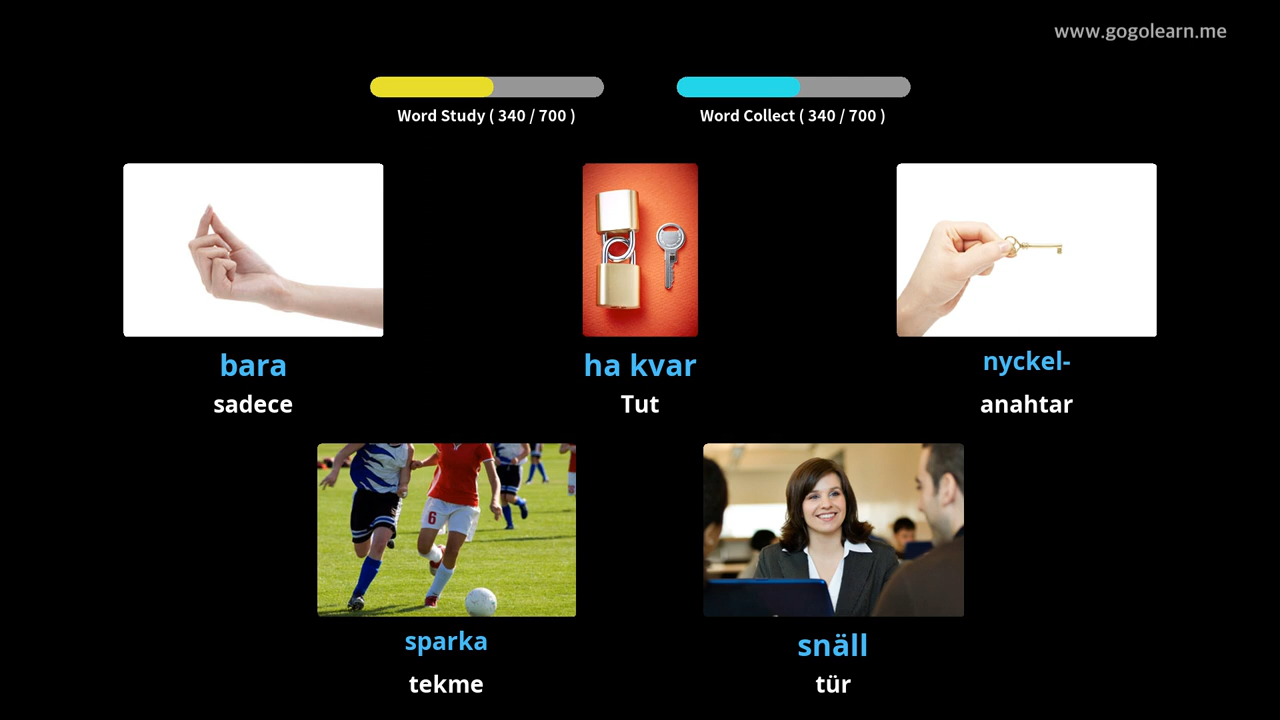 www.gogolearn.me
Word Study ( 340 / 700 )
Word Collect ( 340 / 700 )
bara
sadece
ha kvar
Tut
nyckel-
anahtar
6
sparka
tekme
snäll
tür